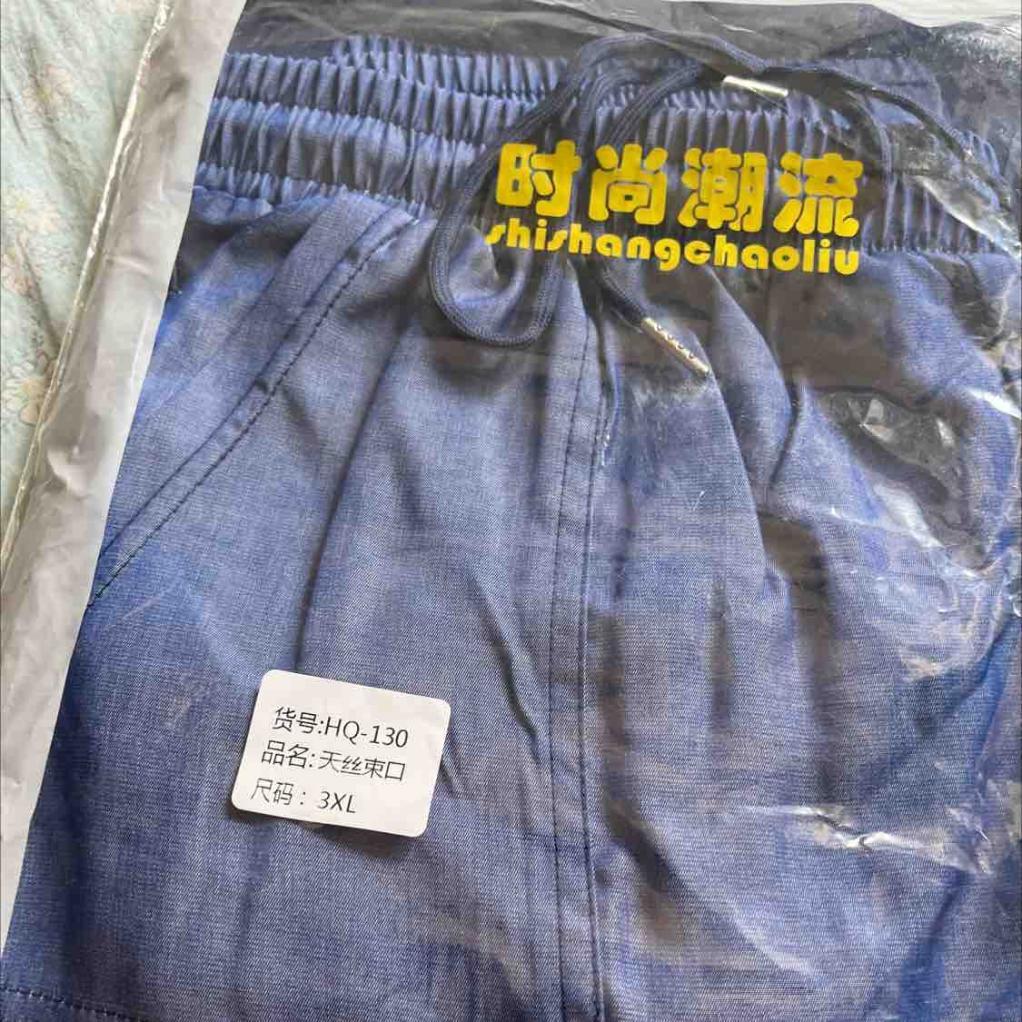 时尚潮流
shishangchaoliu
货号:HQ-130
品名:天丝束口
尺码：3XL